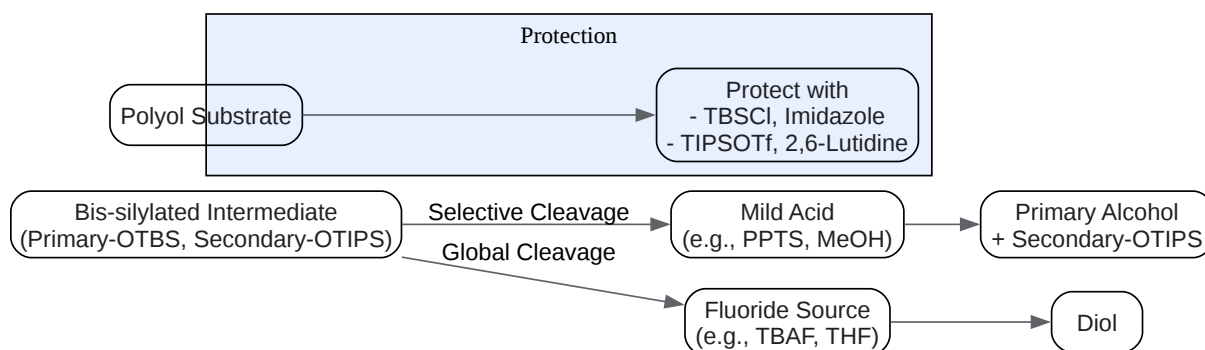 Protection
Polyol Substrate
Protect with
- TBSCl, Imidazole
- TIPSOTf, 2,6-Lutidine
Bis-silylated Intermediate
(Primary-OTBS, Secondary-OTIPS)
Selective Cleavage
Global Cleavage
Mild Acid
(e.g., PPTS, MeOH)
Primary Alcohol
+ Secondary-OTIPS
Fluoride Source
(e.g., TBAF, THF)
Diol